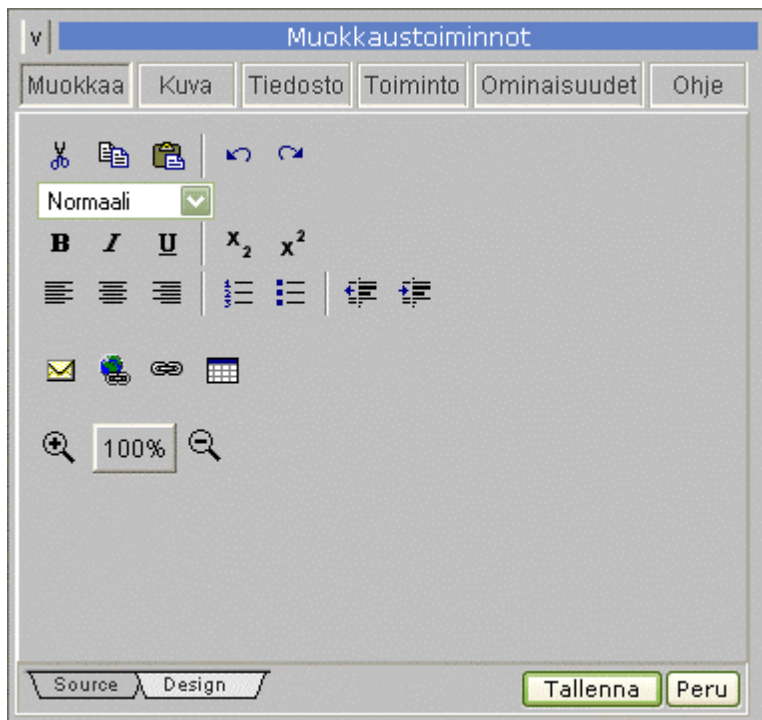 v Muokkaustoiminnot
Muokkaa Kuva Tiedosto Toiminto Ominaisuudet Ohje
Normaali
B I U x₂ x²
100%
Source Design Tallenna Peru